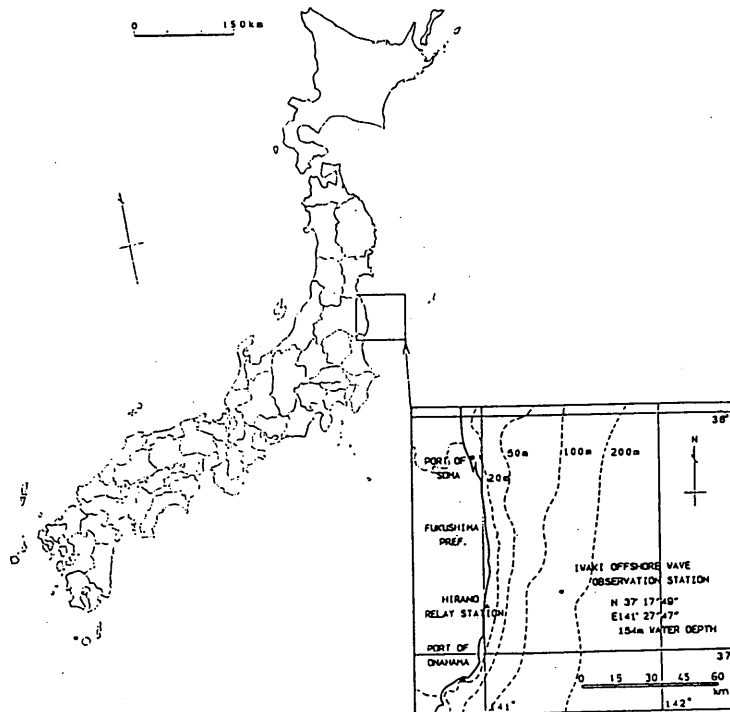 0 150km
38°
N
PORT OF SOMA
20m
50m
100m
200m
FUKUSHIMA
PREF.
IWAKI OFFSHORE WAVE
OBSERVATION STATION
N 37° 17' 49"
E141° 27' 47"
154m WATER DEPTH
HIRANO
RELAY STATION
PORT OF
ONAHAMA
37
0 15 30 45 60
km
141°
142°